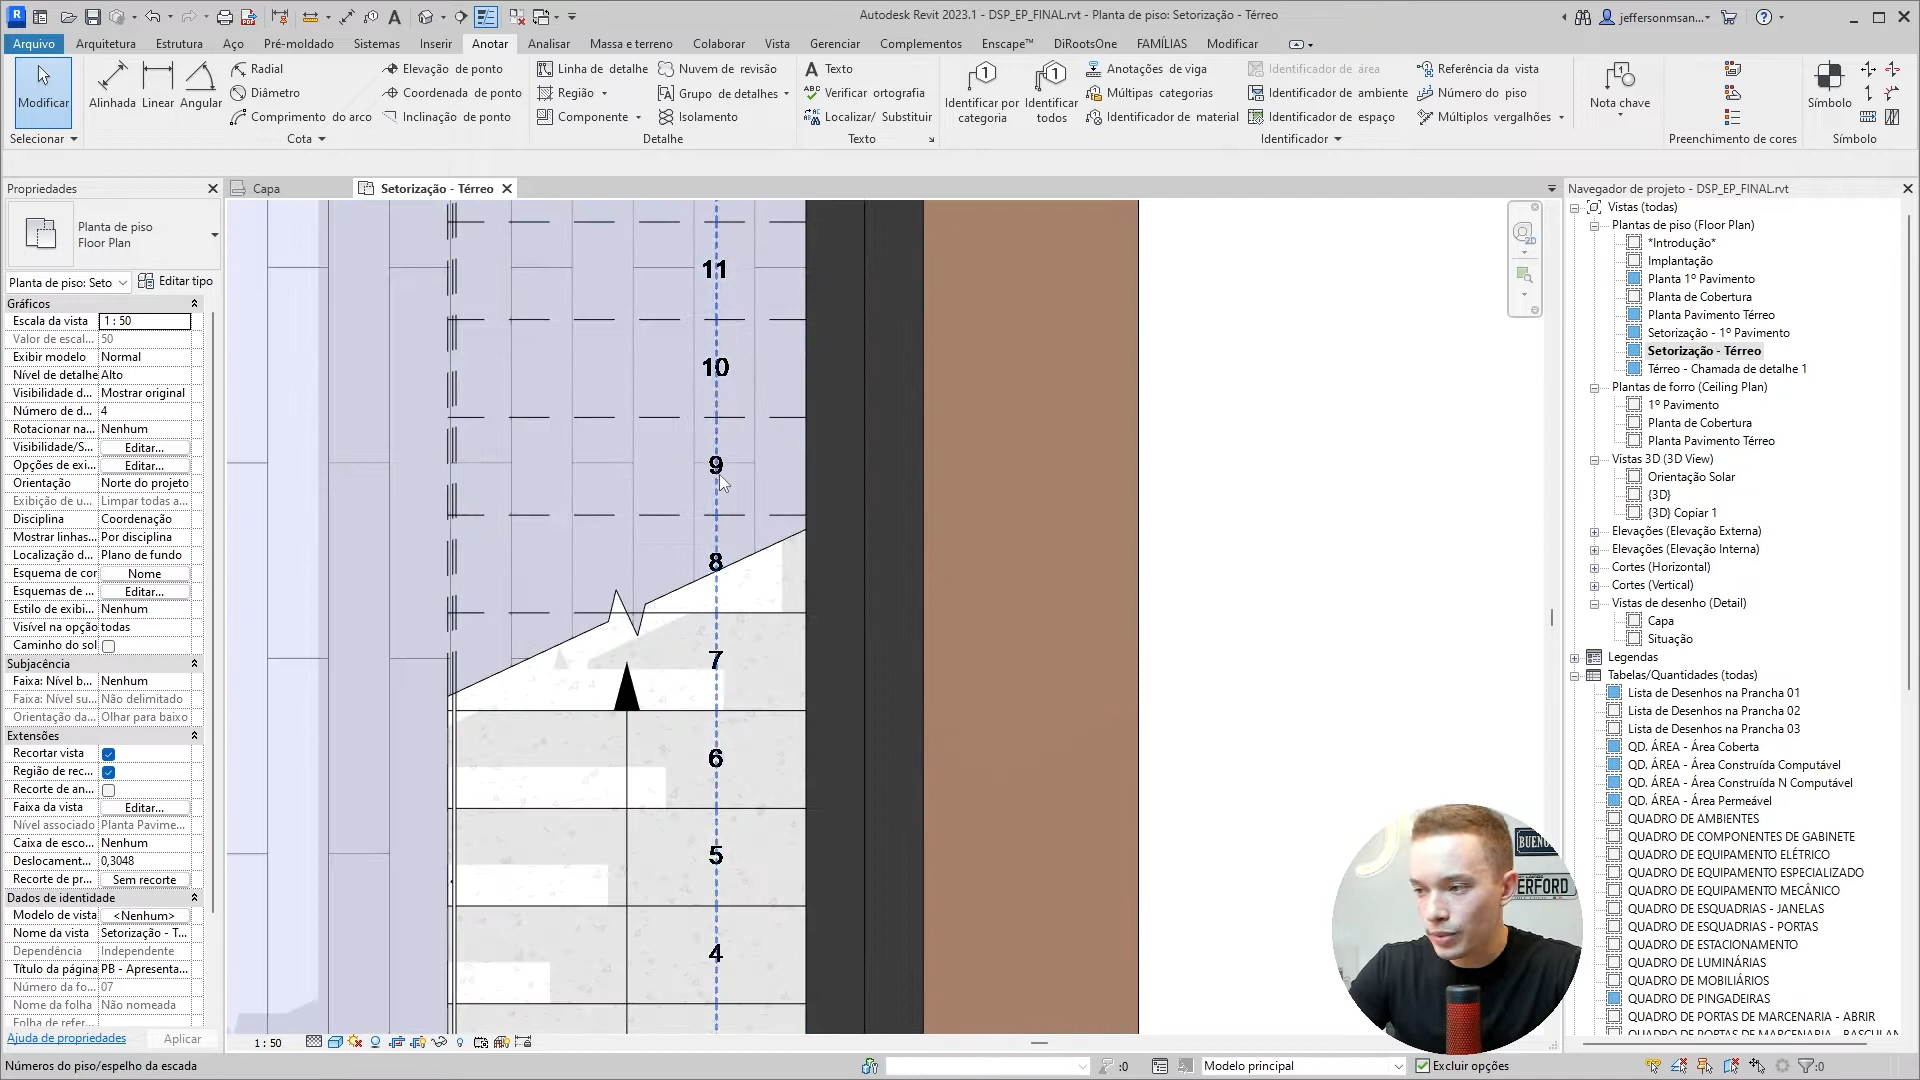 Autodesk Revit 2023.1 - DSP_EP_FINAL.rvt - Planta de piso: Setorização - Térreo
jeffersonmsan...
Arquivo Arquitetura Estrutura Aço Pré-moldado Sistemas Inserir Anotar Analisar Massa e terreno Colaborar Vista Gerenciar Complementos Enscape™ DiRootsOne FAMÍLIAS Modificar
Modificar
Alinhada Linear Angular
Radial
Diâmetro
Comprimento do arco
Elevação de ponto
Coordenada de ponto
Inclinação de ponto
Linha de detalhe
Região
Componente
Nuvem de revisão
Grupo de detalhes
Isolamento
Texto
Verificar ortografia
Localizar/ Substituir
Identificar por categoria
Identificar todos
Anotações de viga
Múltiplas categorias
Identificador de material
Identificador de área
Identificador de ambiente
Identificador de espaço
Referência da vista
Número do piso
Múltiplos vergalhões
Nota chave
Símbolo
Selecionar Cota Detalhe Texto Identificador Preenchimento de cores Símbolo
Propriedades
Planta de piso
Floor Plan
Planta de piso: Seto Editar tipo
Gráficos
Escala da vista 1 : 50
Valor de escal... 50
Exibir modelo Normal
Nível de detalhe Alto
Visibilidade d... Mostrar original
Número de d... 4
Rotacionar na... Nenhum
Visibilidade/S... Editar...
Opções de exi... Editar...
Orientação Norte do projeto
Exibição de u... Limpar todas a...
Disciplina Coordenação
Mostrar linhas... Por disciplina
Localização d... Plano de fundo
Esquema de cor Nome
Esquemas de ... Editar...
Estilo de exibi... Nenhum
Visível na opção todas
Caminho do sol
Subjacência
Faixa: Nível b... Nenhum
Faixa: Nível su... Não delimitado
Orientação da... Olhar para baixo
Extensões
Recortar vista
Região de rec...
Recorte de an...
Faixa da vista Editar...
Nível associado Planta Pavime...
Caixa de esco... Nenhum
Deslocament... 0,3048
Recorte de pr... Sem recorte
Dados de identidade
Modelo de vista <Nenhum>
Nome da vista Setorização - T...
Dependência Independente
Título da página PB - Apresenta...
Número da fo... 07
Nome da folha Não nomeada
Folha de refer...
Ajuda de propriedades Aplicar
Capa
Setorização - Térreo
11
10
9
8
7
6
5
4
2D
1 : 50
Navegador de projeto - DSP_EP_FINAL.rvt
Vistas (todas)
Plantas de piso (Floor Plan)
*Introdução*
Implantação
Planta 1º Pavimento
Planta de Cobertura
Planta Pavimento Térreo
Setorização - 1º Pavimento
Setorização - Térreo
Térreo - Chamada de detalhe 1
Plantas de forro (Ceiling Plan)
1º Pavimento
Planta de Cobertura
Planta Pavimento Térreo
Vistas 3D (3D View)
Orientação Solar
{3D}
{3D} Copiar 1
Elevações (Elevação Externa)
Elevações (Elevação Interna)
Cortes (Horizontal)
Cortes (Vertical)
Vistas de desenho (Detail)
Capa
Situação
Legendas
Tabelas/Quantidades (todas)
Lista de Desenhos na Prancha 01
Lista de Desenhos na Prancha 02
Lista de Desenhos na Prancha 03
QD. ÁREA - Área Coberta
QD. ÁREA - Área Construída Computável
QD. ÁREA - Área Construída N Computável
QD. ÁREA - Área Permeável
QUADRO DE AMBIENTES
QUADRO DE COMPONENTES DE GABINETE
QUADRO DE EQUIPAMENTO ELÉTRICO
QUADRO DE EQUIPAMENTO ESPECIALIZADO
QUADRO DE EQUIPAMENTO MECÂNICO
QUADRO DE ESQUADRIAS - JANELAS
QUADRO DE ESQUADRIAS - PORTAS
QUADRO DE ESTACIONAMENTO
QUADRO DE LUMINÁRIAS
QUADRO DE MOBILIÁRIOS
QUADRO DE PINGADEIRAS
QUADRO DE PORTAS DE MARCENARIA - ABRIR
QUADRO DE PORTAS DE MARCENARIA - BASCULAN
BUENO
ERFORD
Números do piso/espelho da escada
:0
Modelo principal
Excluir opções
:0